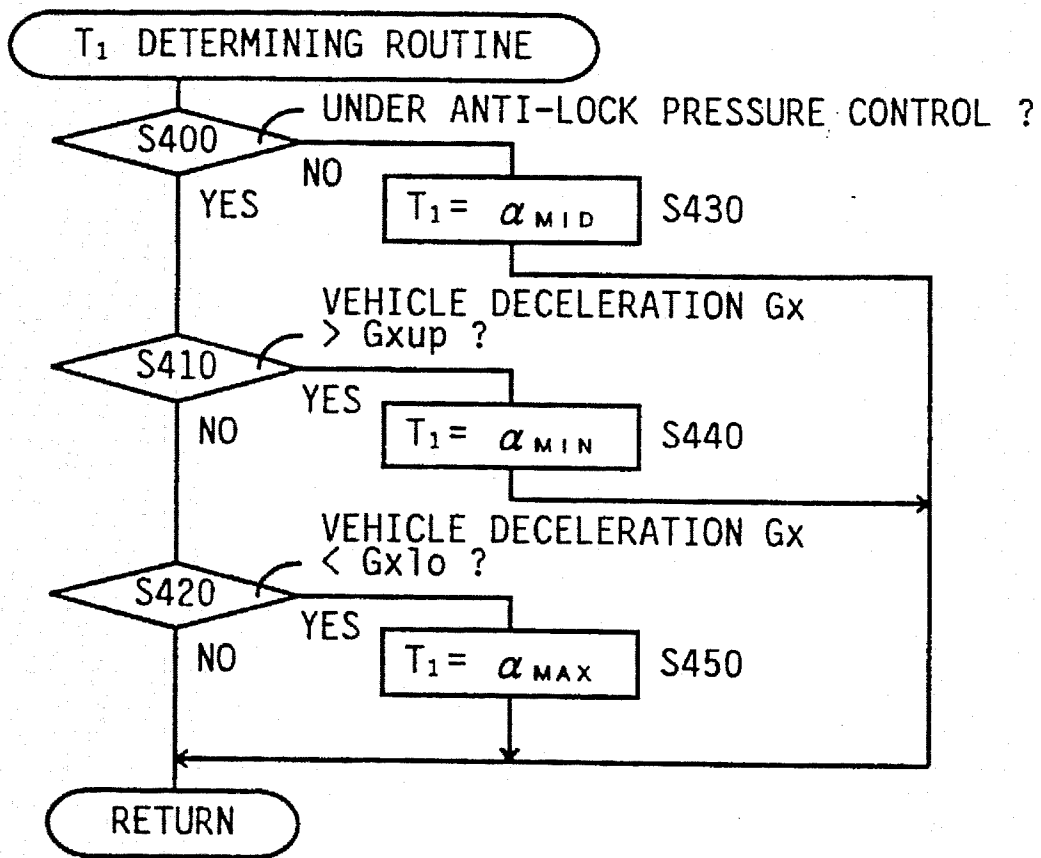 T₁ DETERMINING ROUTINE
UNDER ANTI-LOCK PRESSURE CONTROL ?
S400
NO
YES
T₁ = α MID
S430
VEHICLE DECELERATION Gx
> Gxup ?
S410
YES
NO
T₁ = α MIN
S440
VEHICLE DECELERATION Gx
< Gxlo ?
S420
YES
NO
T₁ = α MAX
S450
RETURN